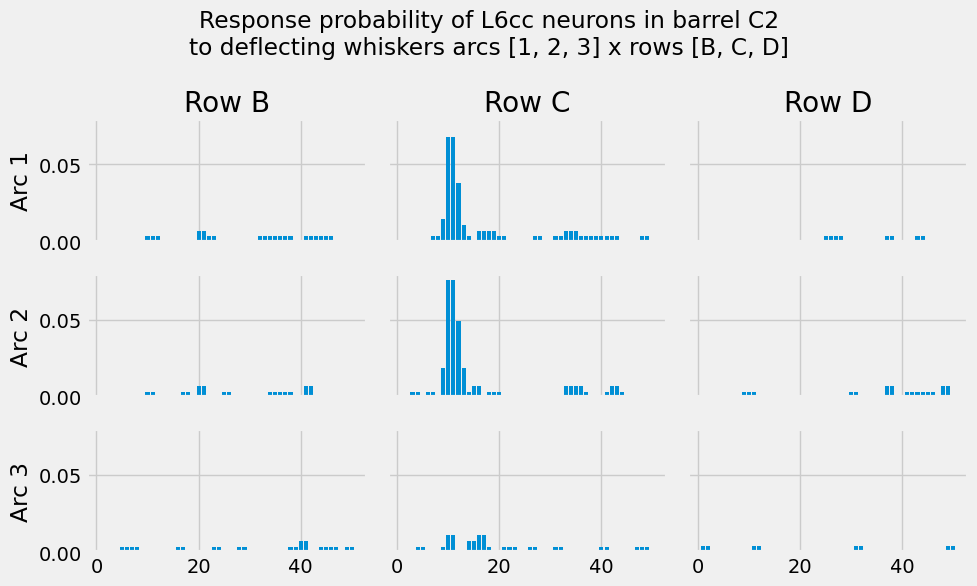 Response probability of L6cc neurons in barrel C2
to deflecting whiskers arcs [1, 2, 3] x rows [B, C, D]
Row B
Row C
Row D
Arc 1
0.05
0.00
Arc 2
0.05
0.00
Arc 3
0.05
0.00
0
20
40
0
20
40
0
20
40